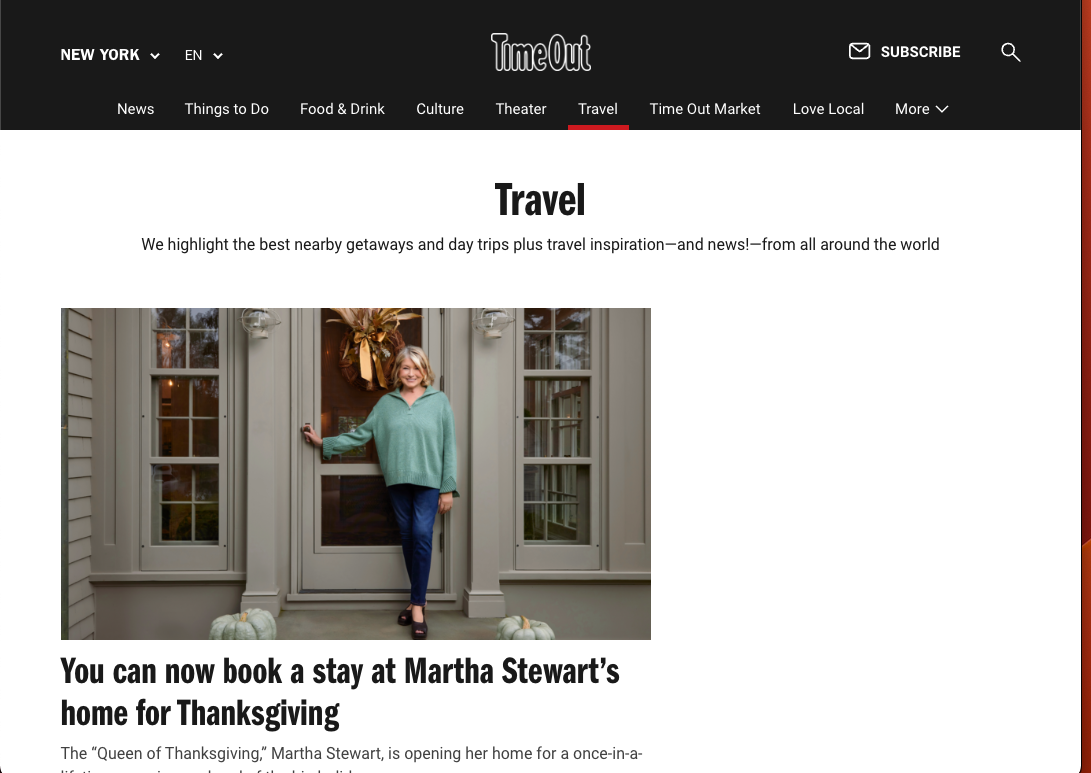 NEW YORK EN TimeOut SUBSCRIBE
News Things to Do Food & Drink Culture Theater Travel Time Out Market Love Local More
Travel
We highlight the best nearby getaways and day trips plus travel inspiration—and news!—from all around the world
You can now book a stay at Martha Stewart’s
home for Thanksgiving
The “Queen of Thanksgiving,” Martha Stewart, is opening her home for a once-in-a-